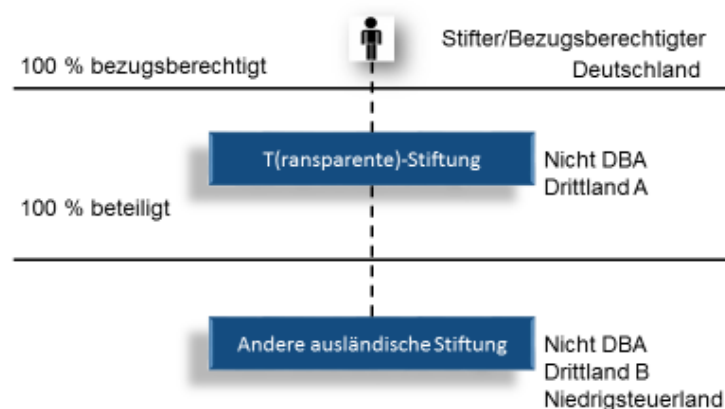 Stifter/Bezugsberechtigter
100 % bezugsberechtigt
Deutschland
T(ransparente)-Stiftung
Nicht DBA
Drittland A
100 % beteiligt
Andere ausländische Stiftung
Nicht DBA
Drittland B
Niedrigsteuerland